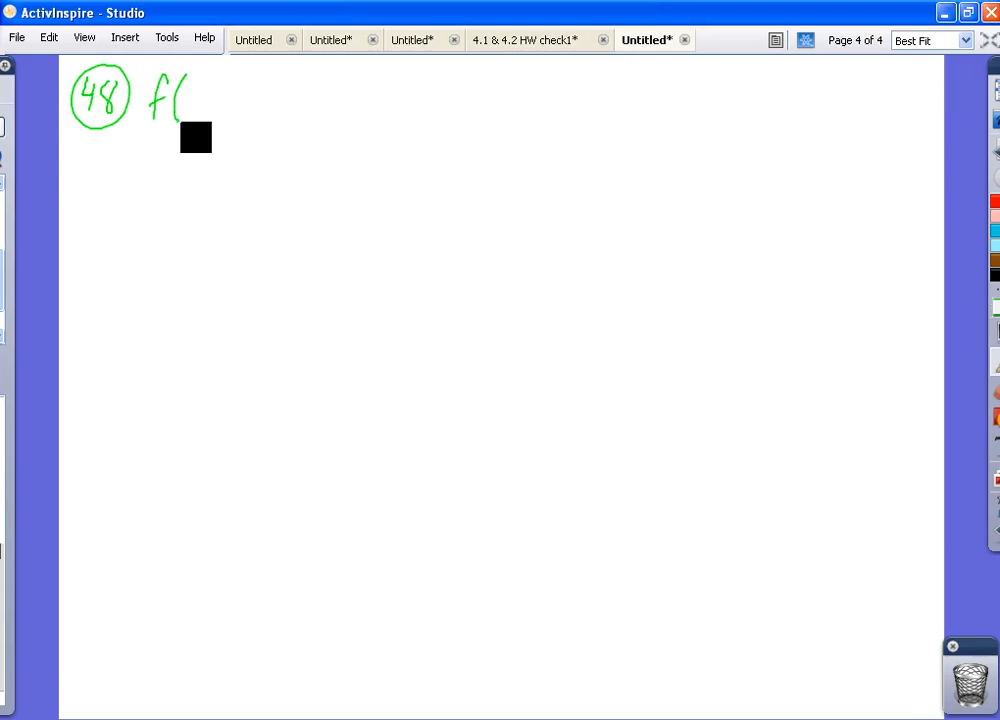 ActivInspire - Studio
File Edit View Insert Tools Help
Untitled Untitled* Untitled* 4.1 & 4.2 HW check1* Untitled* Page 4 of 4 Best Fit
48 f(